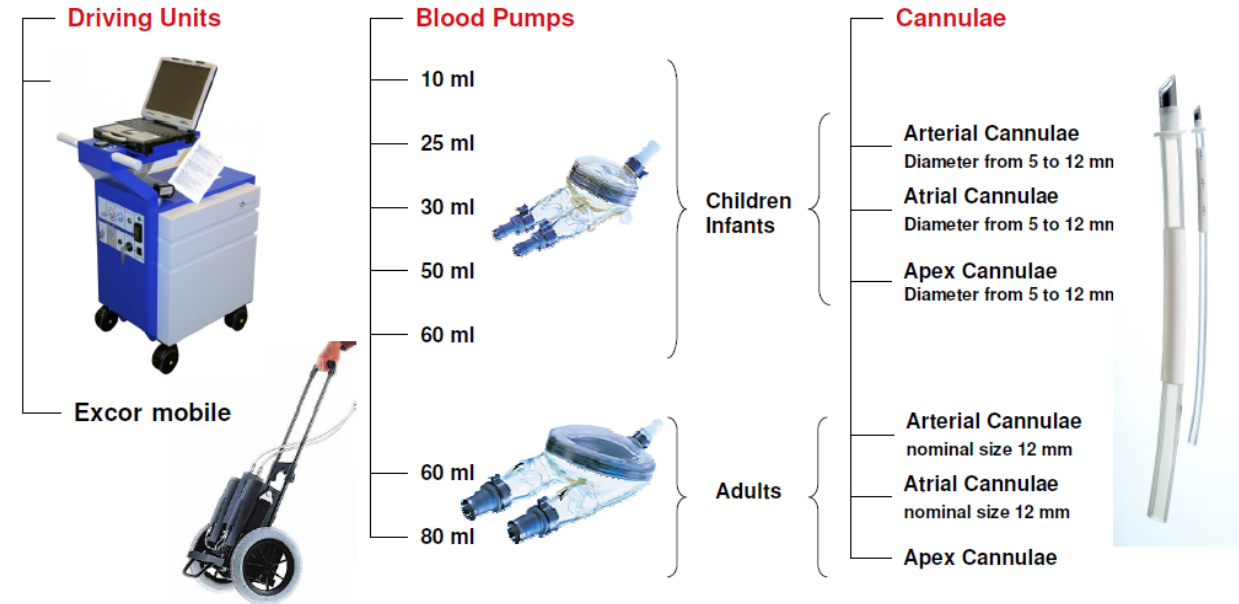 Driving Units
Excor mobile
Blood Pumps
10 ml
25 ml
30 ml
50 ml
60 ml
60 ml
80 ml
Children
Infants
Adults
Cannulae
Arterial Cannulae
Diameter from 5 to 12 mm
Atrial Cannulae
Diameter from 5 to 12 mm
Apex Cannulae
Diameter from 5 to 12 mm
Arterial Cannulae
nominal size 12 mm
Atrial Cannulae
nominal size 12 mm
Apex Cannulae